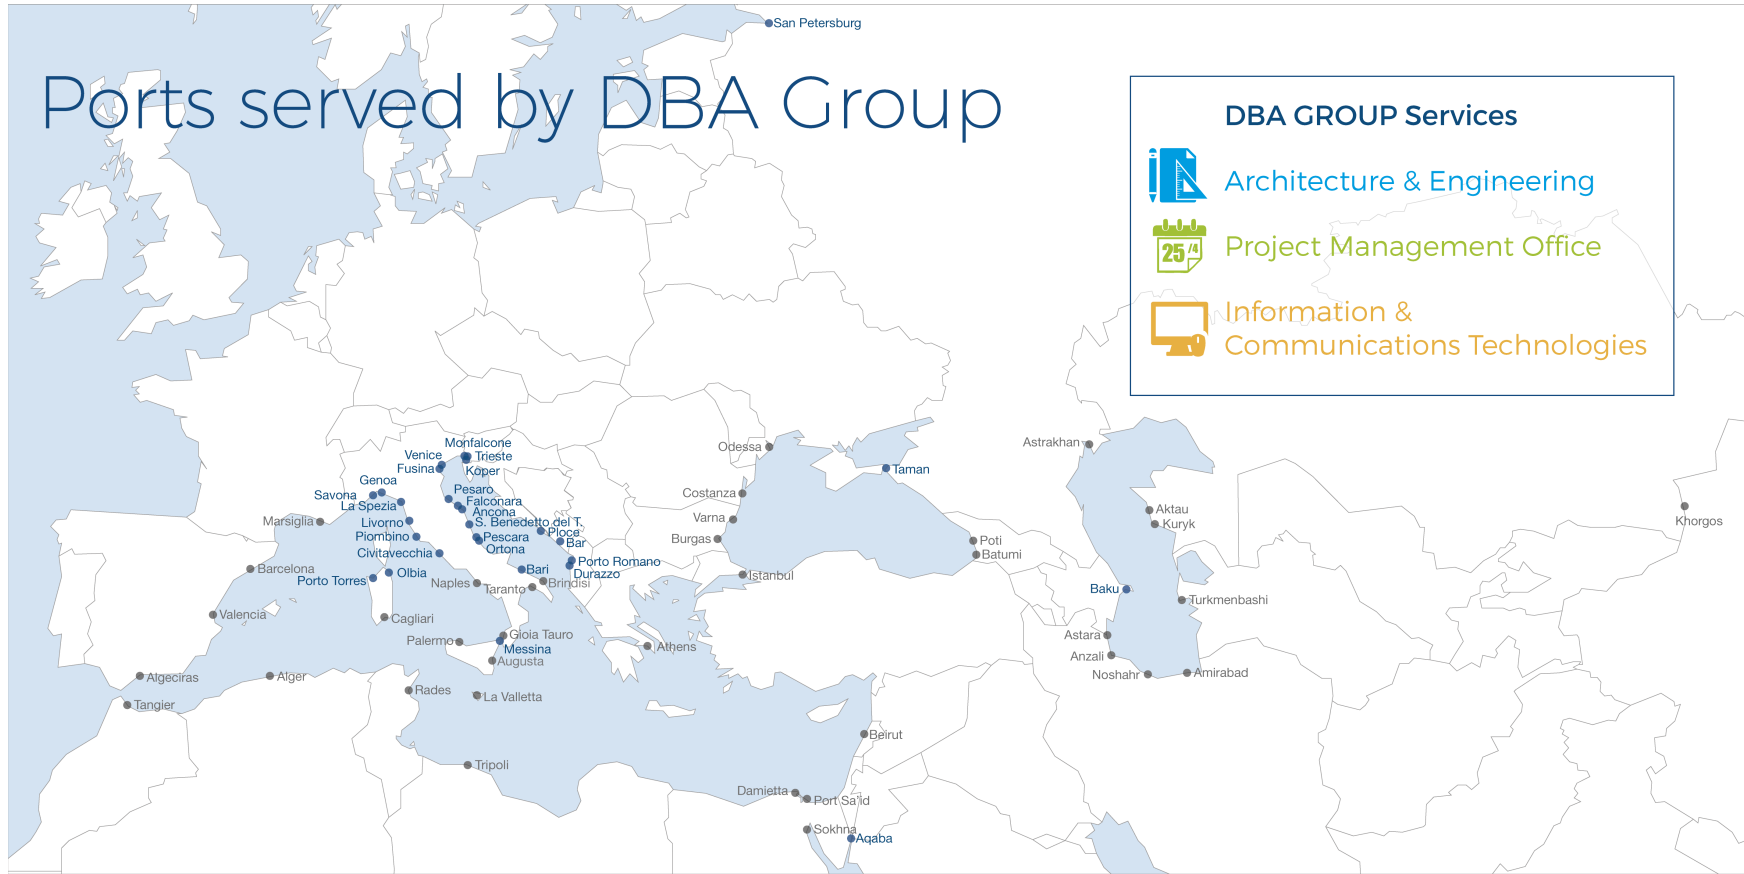 San Petersburg
Ports served by DBA Group
DBA GROUP Services
Architecture & Engineering
25 /4
Project Management Office
Information &
Communications Technologies
Monfalcone
Venice
Trieste
Fusina
Koper
Genoa
Savona
La Spezia
Pesaro
Falconara
Ancona
Marsiglia
Livorno
S. Benedetto del T.
Piombino
Ploce
Pescara
Bar
Ortona
Civitavecchia
Barcelona
Porto Torres
Olbia
Bari
Porto Romano
Durazzo
Naples
Taranto
Brindisi
Valencia
Cagliari
Palermo
Gioia Tauro
Messina
Augusta
Athens
Algeciras
Alger
Tangier
Rades
La Valletta
Tripoli
Odessa
Taman
Costanza
Varna
Burgas
Istanbul
Poti
Batumi
Astrakhan
Aktau
Kuryk
Khorgos
Baku
Turkmenbashi
Astara
Anzali
Noshahr
Amirabad
Beirut
Damietta
Port Sa'id
Sokhna
Aqaba